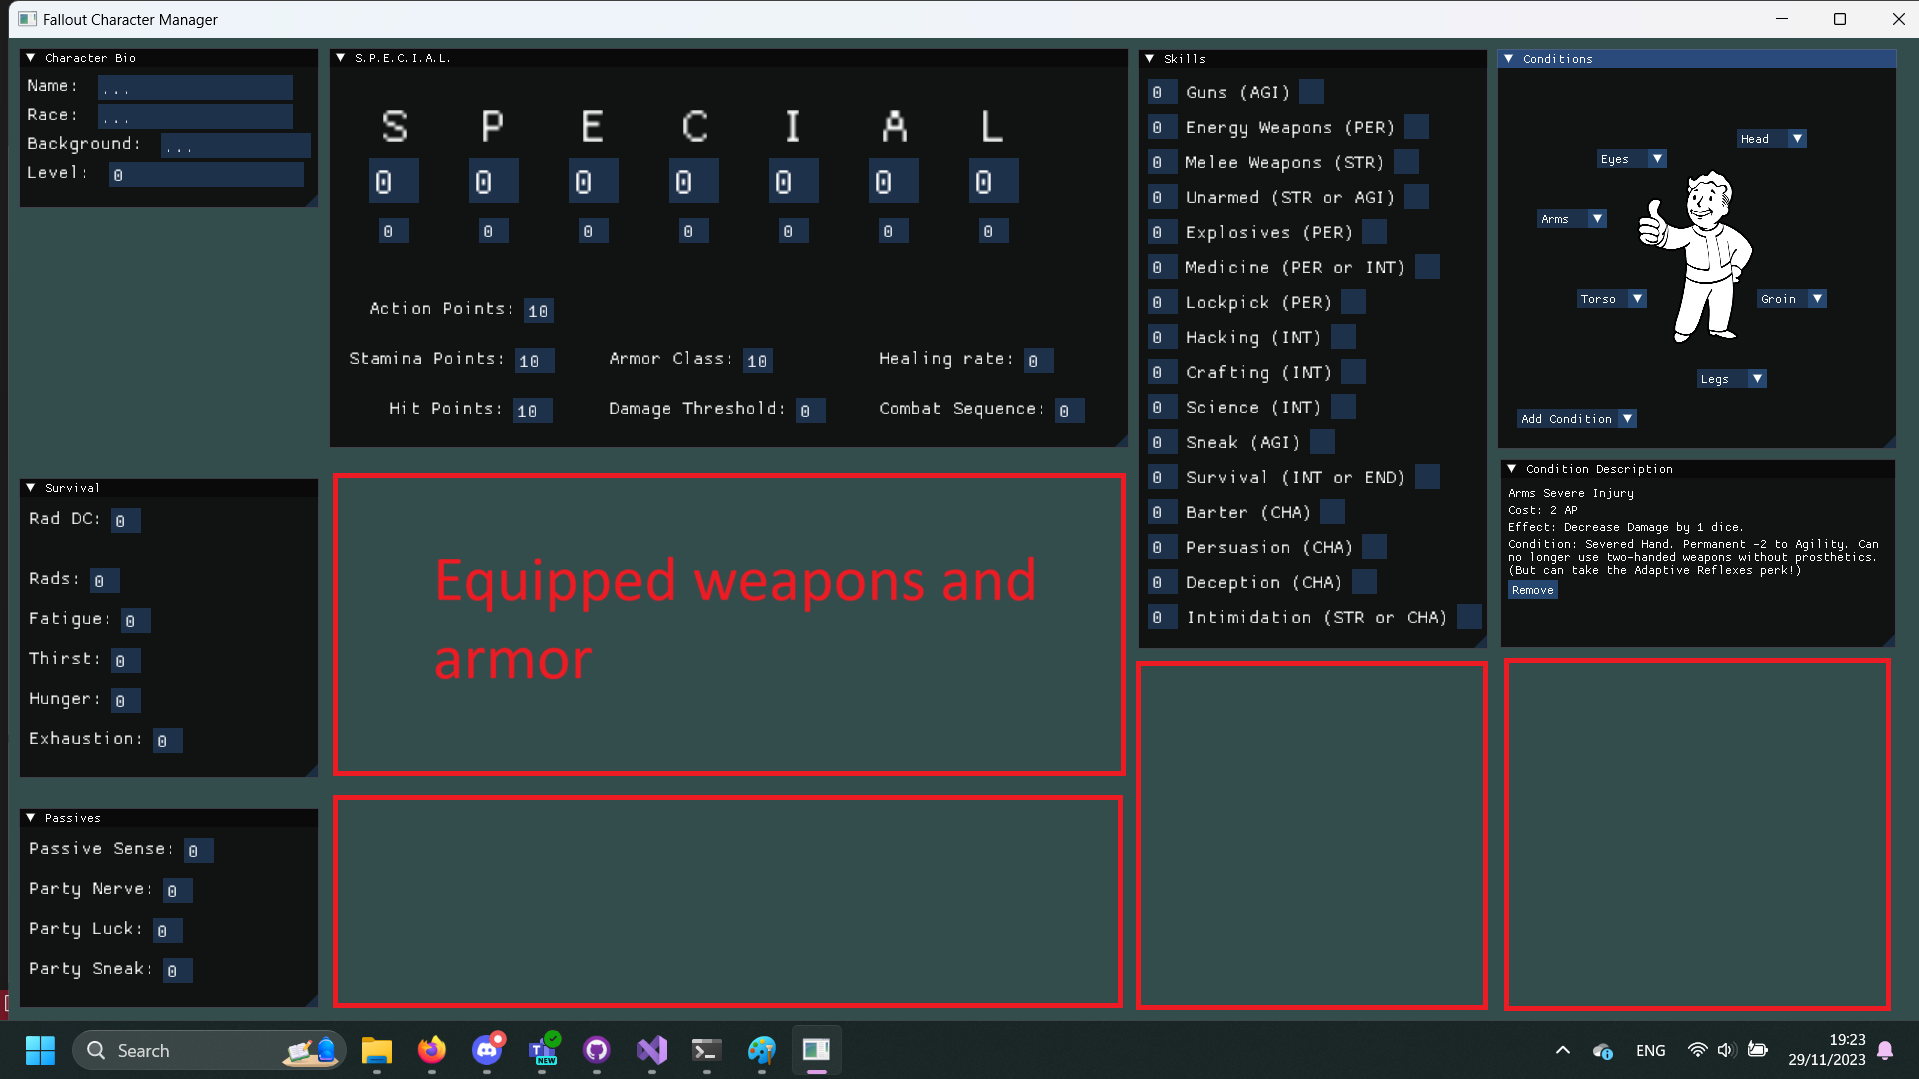 Fallout Character Manager
Character Bio
Name: ...
Race: ...
Background: ...
Level: 0
S.P.E.C.I.A.L.
S P E C I A L
0 0 0 0 0 0 0
0 0 0 0 0 0 0
Action Points: 10
Stamina Points: 10 Armor Class: 10 Healing rate: 0
Hit Points: 10 Damage Threshold: 0 Combat Sequence: 0
Skills
0 Guns (AGI)
0 Energy Weapons (PER)
0 Melee Weapons (STR)
0 Unarmed (STR or AGI)
0 Explosives (PER)
0 Medicine (PER or INT)
0 Lockpick (PER)
0 Hacking (INT)
0 Crafting (INT)
0 Science (INT)
0 Sneak (AGI)
0 Survival (INT or END)
0 Barter (CHA)
0 Persuasion (CHA)
0 Deception (CHA)
0 Intimidation (STR or CHA)
Conditions
Head
Eyes
Arms
Torso
Groin
Legs
Add Condition
Condition Description
Arms Severe Injury
Cost: 2 AP
Effect: Decrease Damage by 1 dice.
Condition: Severed Hand. Permanent -2 to Agility. Can
no longer use two-handed weapons without prosthetics.
(But can take the Adaptive Reflexes perk!)
Remove
Survival
Rad DC: 0
Rads: 0
Fatigue: 0
Thirst: 0
Hunger: 0
Exhaustion: 0
Equipped weapons and
armor
Passives
Passive Sense: 0
Party Nerve: 0
Party Luck: 0
Party Sneak: 0
Search
NEW
ENG
19:23
29/11/2023